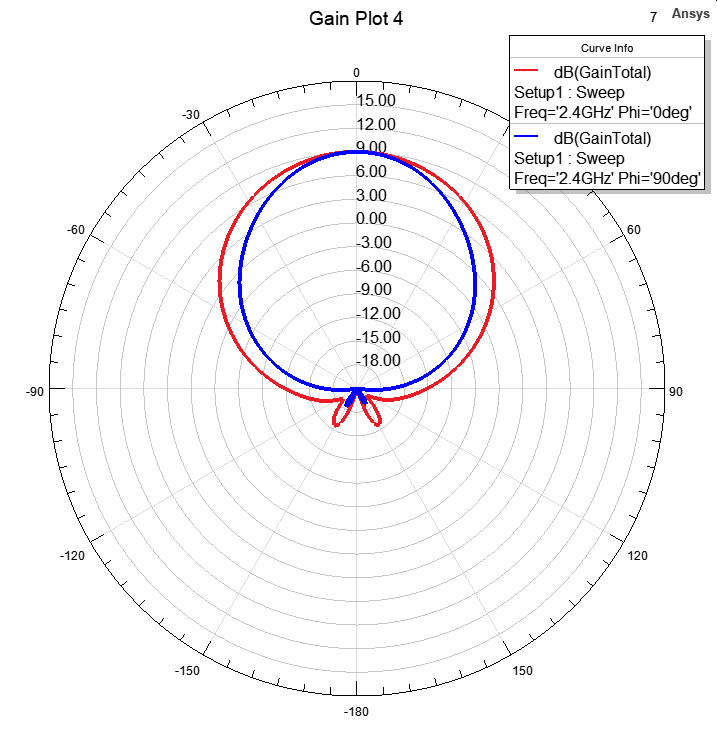 Gain Plot 4
7 Ansys
Curve Info
dB(GainTotal)
Setup1 : Sweep
Freq='2.4GHz' Phi='0deg'
dB(GainTotal)
Setup1 : Sweep
Freq='2.4GHz' Phi='90deg'
0
15.00
-30
12.00
9.00
6.00
3.00
-60
60
0.00
-3.00
-6.00
-9.00
-12.00
-15.00
-18.00
-90
90
-120
120
-150
150
-180